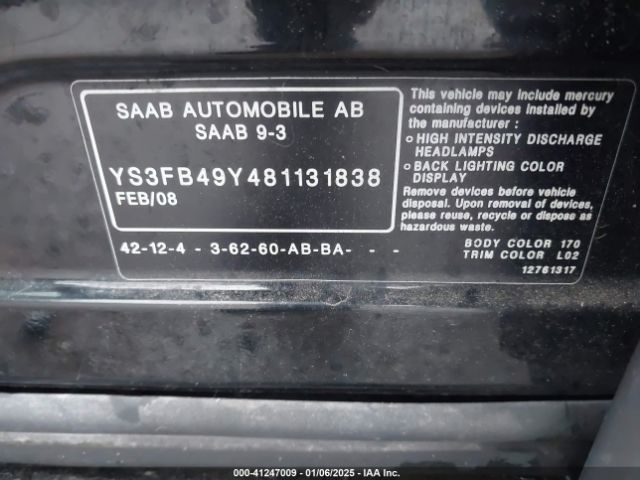 SAAB AUTOMOBILE AB
SAAB 9-3
YS3FB49Y481131838
FEB/08
42-12-4 - 3-62-60-AB-BA- - -
This vehicle may include mercury
containing devices installed by
the manufacturer :
o HIGH INTENSITY DISCHARGE
HEADLAMPS
o BACK LIGHTING COLOR
DISPLAY
Remove devices before vehicle
disposal. Upon removal of devices,
please reuse, recycle or dispose as
hazardous waste.
BODY COLOR 170
TRIM COLOR L02
12761317
000-41247009 - 01/06/2025 - IAA Inc.